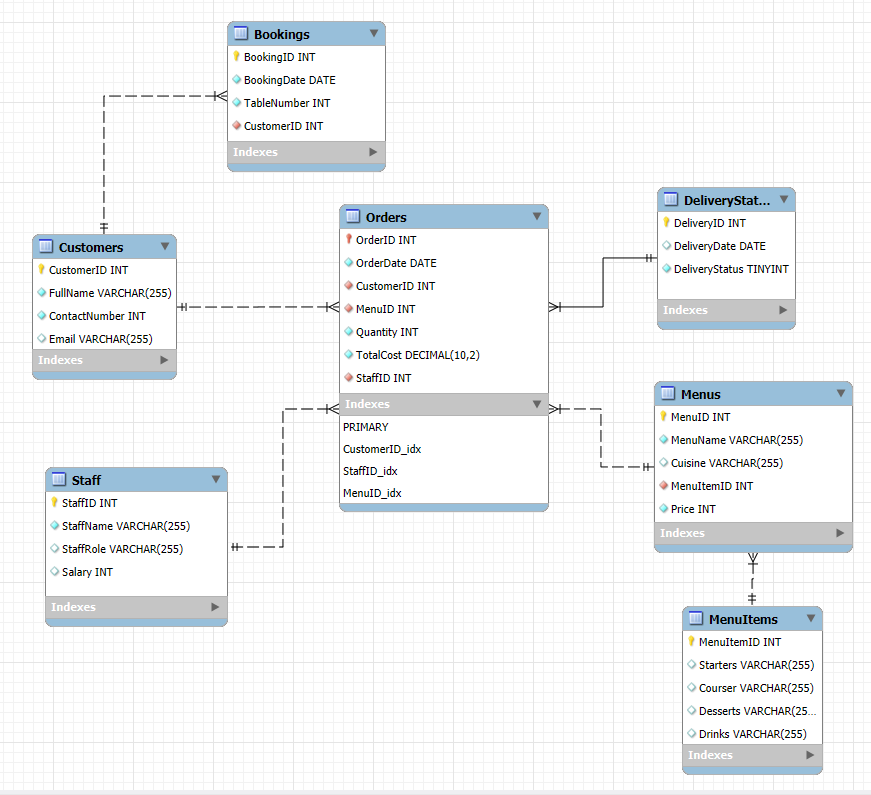 Bookings
BookingID INT
BookingDate DATE
TableNumber INT
CustomerID INT
Indexes
Customers
CustomerID INT
FullName VARCHAR(255)
ContactNumber INT
Email VARCHAR(255)
Indexes
Orders
OrderID INT
OrderDate DATE
CustomerID INT
MenuID INT
Quantity INT
TotalCost DECIMAL(10,2)
StaffID INT
Indexes
PRIMARY
CustomerID_idx
StaffID_idx
MenuID_idx
DeliveryStat...
DeliveryID INT
DeliveryDate DATE
DeliveryStatus TINYINT
Indexes
Staff
StaffID INT
StaffName VARCHAR(255)
StaffRole VARCHAR(255)
Salary INT
Indexes
Menus
MenuID INT
MenuName VARCHAR(255)
Cuisine VARCHAR(255)
MenuItemID INT
Price INT
Indexes
MenuItems
MenuItemID INT
Starters VARCHAR(255)
Courser VARCHAR(255)
Desserts VARCHAR(25...
Drinks VARCHAR(255)
Indexes